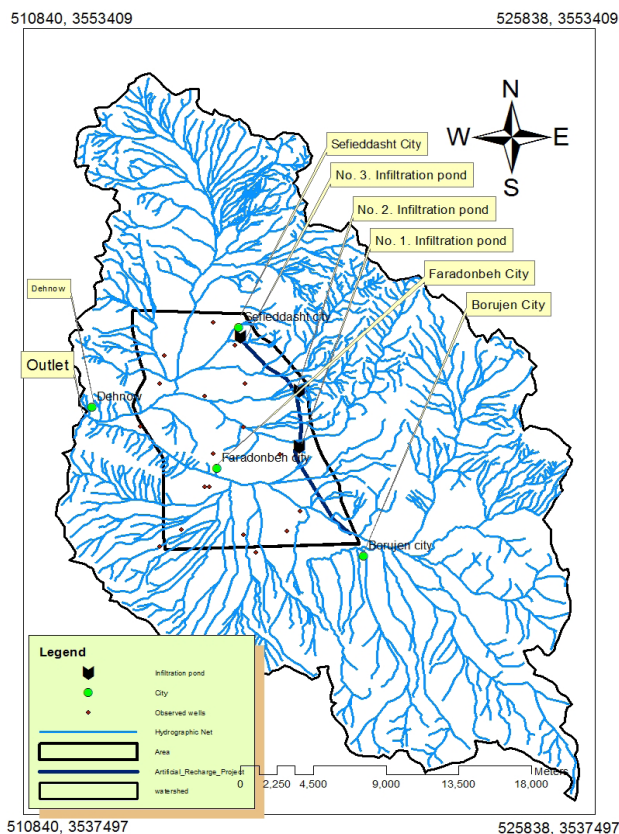 510840, 3553409
525838, 3553409
N
W
E
S
Sefieddasht City
No. 3. Infiltration pond
No. 2. Infiltration pond
No. 1. Infiltration pond
Faradonbeh City
Borujen City
Dehnow
Sefieddasht city
Outlet
Dehnow
Faradonbeh city
Borujen city
Legend
Infiltration pond
City
Observed wells
Hydrographic Net
Area
Artificial_Recharge_Project
watershed
Meters
0 2,250 4,500 9,000 13,500 18,000
510840, 3537497
525838, 3537497